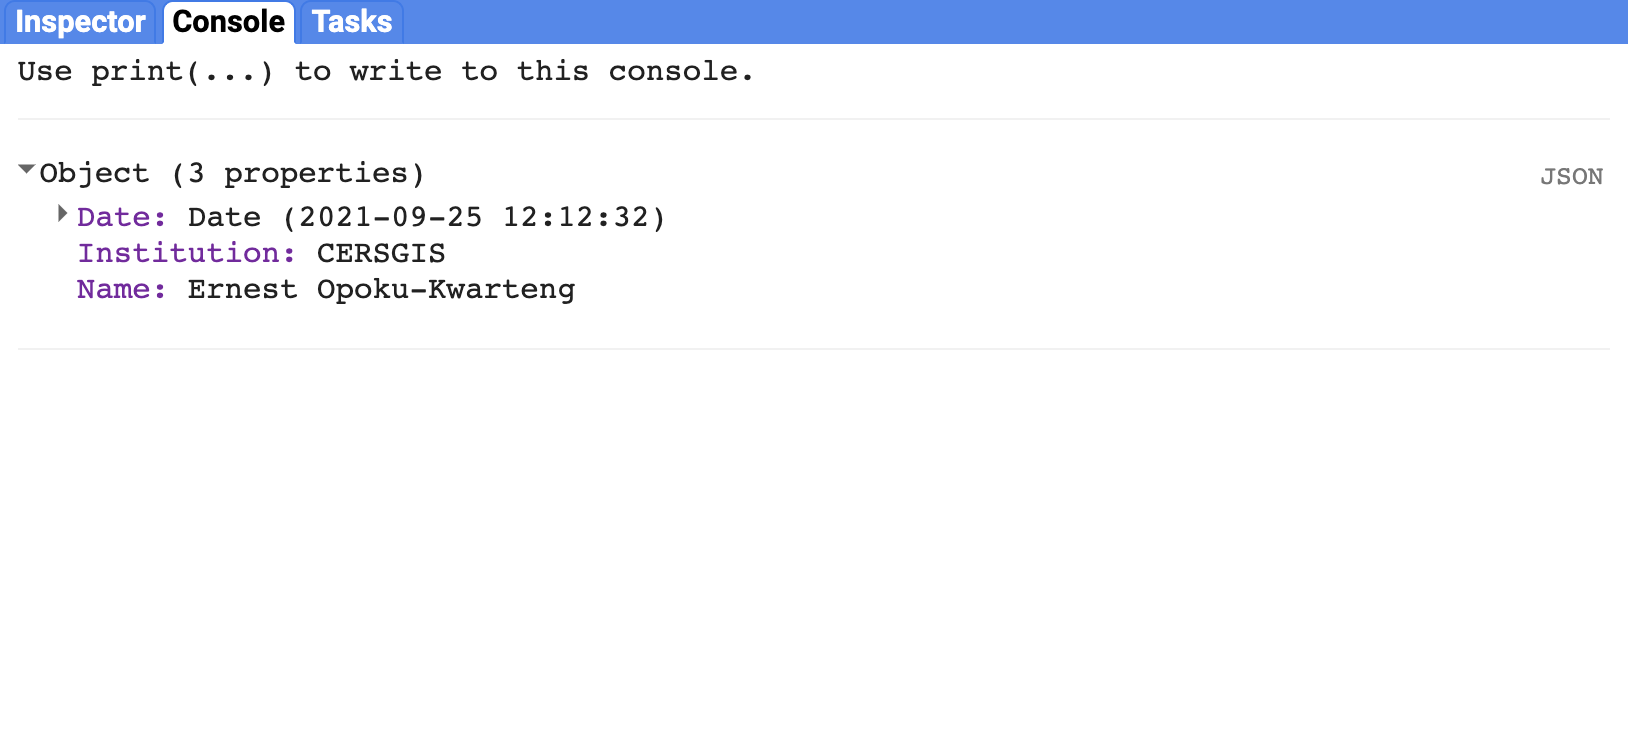 Inspector Console Tasks
Use print(...) to write to this console.
Object (3 properties) JSON
Date: Date (2021-09-25 12:12:32)
Institution: CERSGIS
Name: Ernest Opoku-Kwarteng